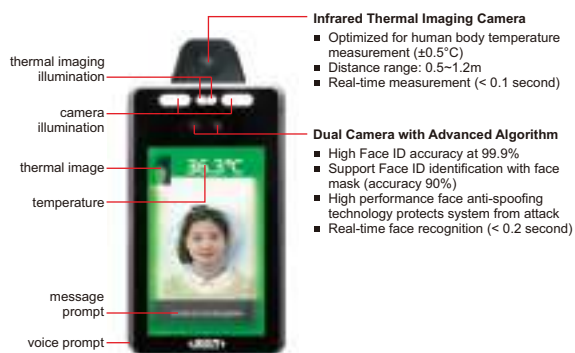 Infrared Thermal Imaging Camera
■ Optimized for human body temperature
measurement (±0.5°C)
■ Distance range: 0.5~1.2m
■ Real-time measurement (< 0.1 second)
thermal imaging
illumination
camera
illumination
Dual Camera with Advanced Algorithm
■ High Face ID accuracy at 99.9%
■ Support Face ID identification with face
mask (accuracy 90%)
■ High performance face anti-spoofing
technology protects system from attack
■ Real-time face recognition (< 0.2 second)
thermal image
36.3°C
temperature
message
prompt
voice prompt